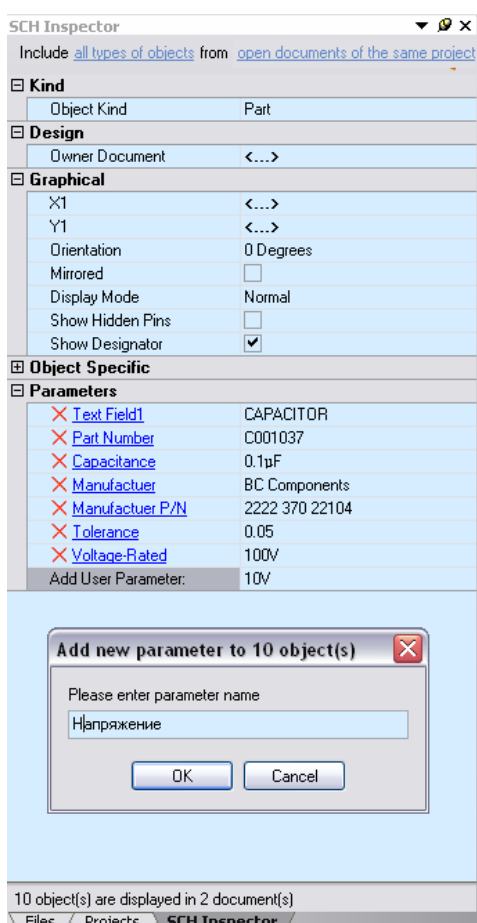 SCH Inspector
Include all types of objects from open documents of the same project
Kind
Object Kind Part
Design
Owner Document <...>
Graphical
X1 <...>
Y1 <...>
Orientation 0 Degrees
Mirrored
Display Mode Normal
Show Hidden Pins
Show Designator
Object Specific
Parameters
Text Field1 CAPACITOR
Part Number C001037
Capacitance 0.1µF
Manufactuer BC Components
Manufactuer P/N 2222 370 22104
Tolerance 0.05
Voltage-Rated 100V
Add User Parameter: 10V
Add new parameter to 10 object(s)
Please enter parameter name
Напряжение
OK Cancel
10 object(s) are displayed in 2 document(s)
Files Projects SCH Inspector